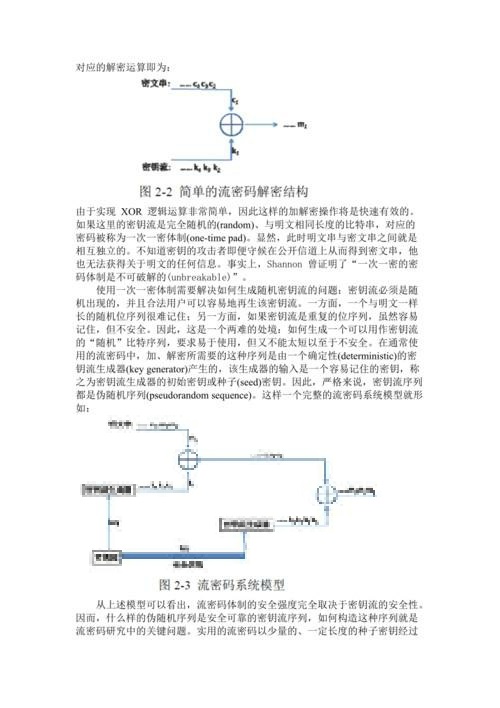 对应的解密运算即为：
密文串：
c₁
k₁
m₁
密钥流：
图 2-2 简单的流密码解密结构
由于实现 XOR 逻辑运算非常简单，因此这样的加解密操作将是快速有效的。
如果这里的密钥流是完全随机的(random)、与明文相同长度的比特串，对应的
密码被称为一次一密体制(one-time pad)。显然，此时明文串与密文串之间就是
相互独立的。不知道密钥的攻击者即便守候在公开信道上从而得到密文串，他
也无法获得关于明文的任何信息。事实上，Shannon 曾证明了“一次一密的密
码体制是不可破解的(unbreakable)”。
使用一次一密体制需要解决如何生成随机密钥流的问题：密钥流必须是随
机出现的，并且合法用户可以容易地再生该密钥流。一方面，一个与明文一样
长的随机位序列很难记住；另一方面，如果密钥流是重复的位序列，虽然容易
记住，但不安全。因此，这是一个两难的处境：如何生成一个可以用作密钥流
的“随机”比特序列，要求易于使用，但又不能太短以至于不安全。在通常使
用的流密码中，加、解密所需要的这种序列是由一个确定性(deterministic)的密
钥流生成器(key generator)产生的，该生成器的输入是一个容易记住的密钥，称
之为密钥流生成器的初始密钥或种子(seed)密钥。因此，严格来说，密钥流序列
都是伪随机序列(pseudorandom sequence)。这样一个完整的流密码系统模型就形
如：
图 2-3 流密码系统模型
从上述模型可以看出，流密码体制的安全强度完全取决于密钥流的安全性。
因而，什么样的伪随机序列是安全可靠的密钥流序列，如何构造这种序列就是
流密码研究中的关键问题。实用的流密码以少量的、一定长度的种子密钥经过